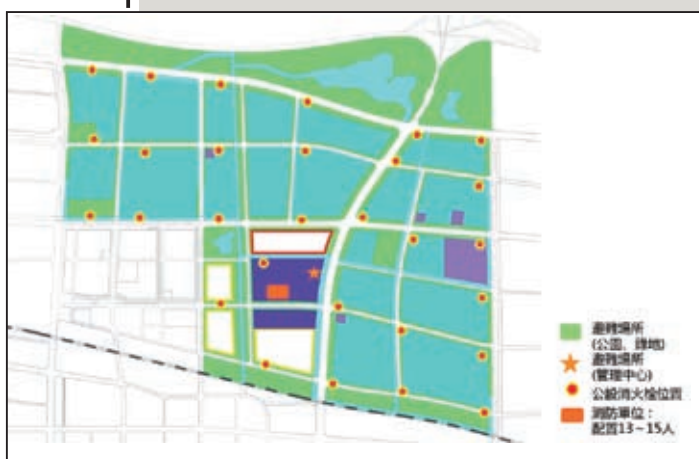 避難場所
(公園、綠地)
避難場所
(管理中心)
公設消火栓位置
消防單位：
配置13～15人